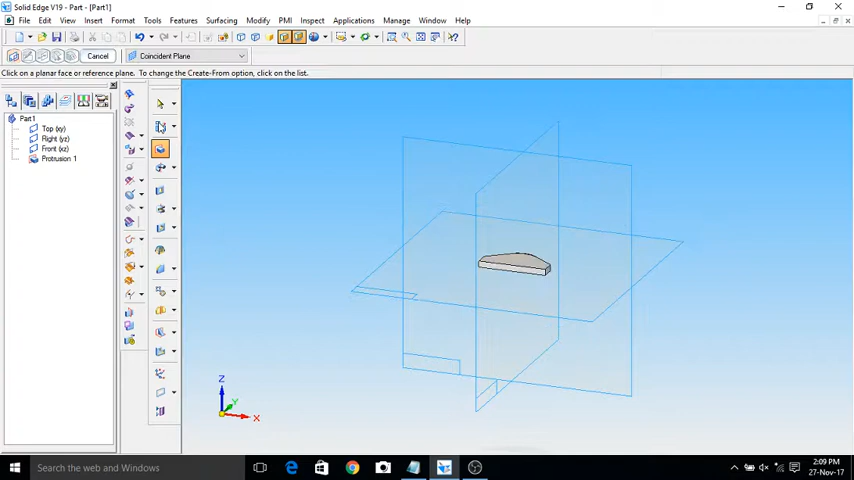 Solid Edge V19 - Part - [Part1]
File Edit View Insert Format Tools Features Surfacing Modify PMI Inspect Applications Manage Window Help
Cancel Coincident Plane
Click on a planar face or reference plane. To change the Create-From option, click on the list.
Part1
Top (xy)
Right (yz)
Front (xz)
Protrusion 1
Z
Y
X
Search the web and Windows
2:09 PM
27-Nov-17